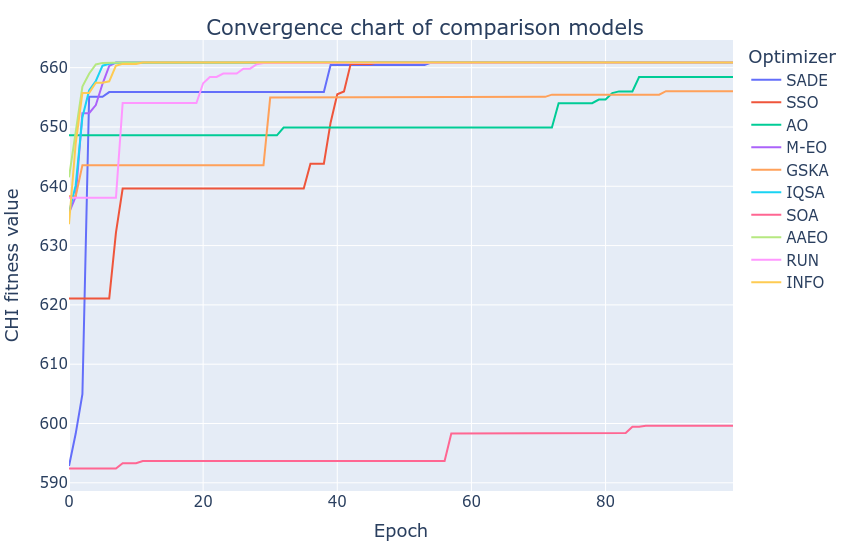 Convergence chart of comparison models
CHI fitness value
660
650
640
630
620
610
600
590
0
20
40
60
80
Epoch
Optimizer
SADE
SSO
AO
M-EO
GSKA
IQSA
SOA
AAEO
RUN
INFO